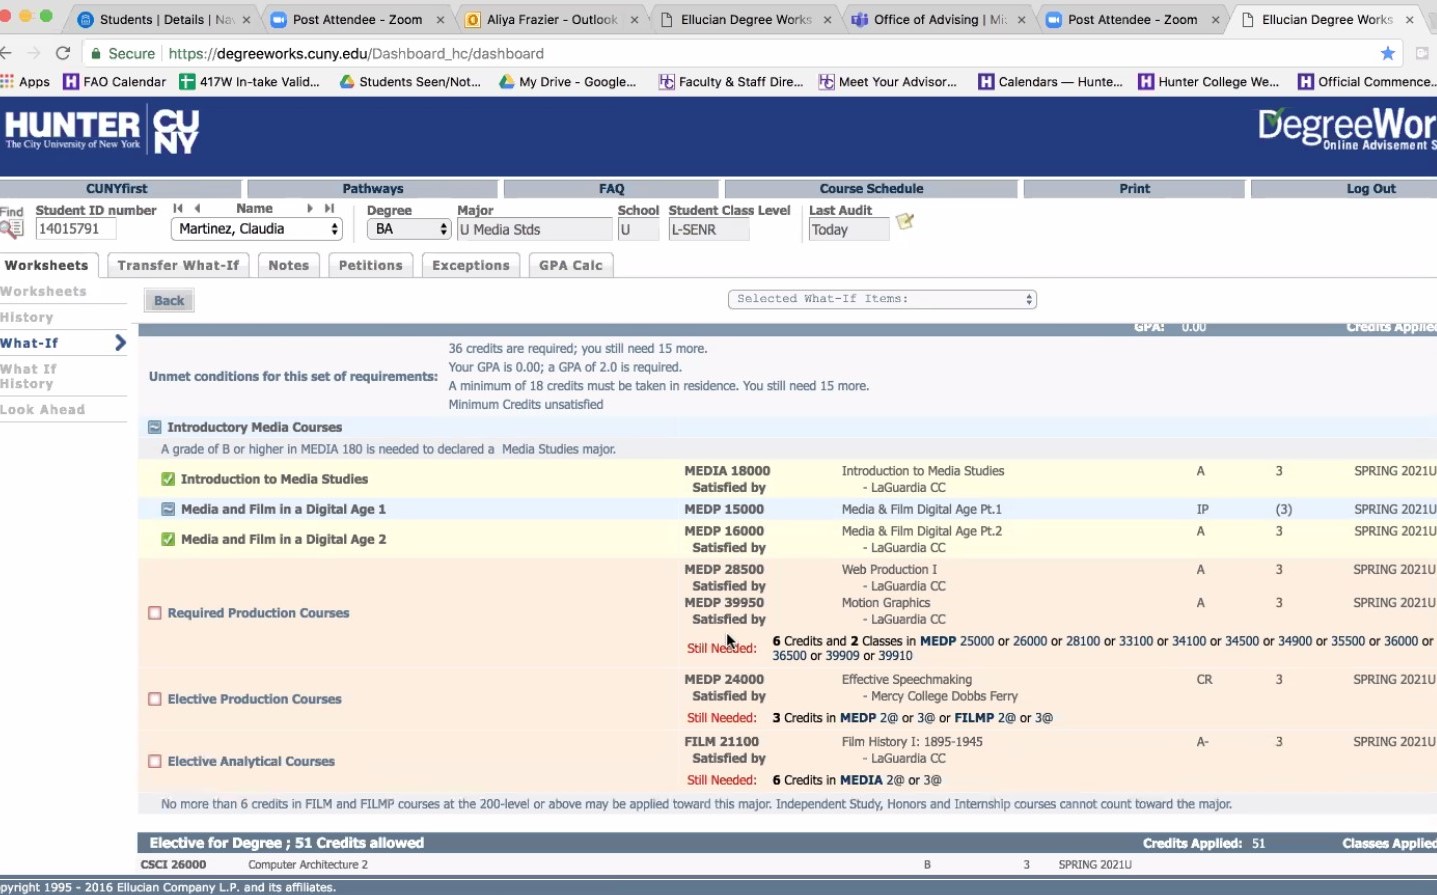 Students | Details | Nav
Post Attendee - Zoom
Aliya Frazier - Outlook
Ellucian Degree Works
Office of Advising | Mi
Post Attendee - Zoom
Ellucian Degree Works
Secure | https://degreeworks.cuny.edu/Dashboard_hc/dashboard
Apps
FAO Calendar
417W In-take Valid...
Students Seen/Not...
My Drive - Google...
Faculty & Staff Dire...
Meet Your Advisor...
Calendars — Hunte...
Hunter College We...
Official Commence...
HUNTER
The City University of New York
CU
NY
DegreeWor
Online Advisement S
CUNYfirst
Pathways
FAQ
Course Schedule
Print
Log Out
Find
Student ID number
Name
Degree
Major
School
Student Class Level
Last Audit
14015791
Martinez, Claudia
BA
U Media Stds
U
L-SENR
Today
Worksheets
Transfer What-If
Notes
Petitions
Exceptions
GPA Calc
Worksheets
History
What-If
What If
History
Look Ahead
Back
Selected What-If Items:
GPA: 0.00 Credits Applied
Unmet conditions for this set of requirements:
36 credits are required; you still need 15 more.
Your GPA is 0.00; a GPA of 2.0 is required.
A minimum of 18 credits must be taken in residence. You still need 15 more.
Minimum Credits unsatisfied
Introductory Media Courses
A grade of B or higher in MEDIA 180 is needed to declared a Media Studies major.
Introduction to Media Studies
MEDIA 18000 Introduction to Media Studies A 3 SPRING 2021U
Satisfied by - LaGuardia CC
Media and Film in a Digital Age 1
MEDP 15000 Media & Film Digital Age Pt.1 IP (3) SPRING 2021U
Media and Film in a Digital Age 2
MEDP 16000 Media & Film Digital Age Pt.2 A 3 SPRING 2021U
Satisfied by - LaGuardia CC
Required Production Courses
MEDP 28500 Web Production I A 3 SPRING 2021U
Satisfied by - LaGuardia CC
MEDP 39950 Motion Graphics A 3 SPRING 2021U
Satisfied by - LaGuardia CC
Still Needed: 6 Credits and 2 Classes in MEDP 25000 or 26000 or 28100 or 33100 or 34100 or 34500 or 34900 or 35500 or 36000 or
36500 or 39909 or 39910
Elective Production Courses
MEDP 24000 Effective Speechmaking CR 3 SPRING 2021U
Satisfied by - Mercy College Dobbs Ferry
Still Needed: 3 Credits in MEDP 2@ or 3@ or FILMP 2@ or 3@
Elective Analytical Courses
FILM 21100 Film History I: 1895-1945 A- 3 SPRING 2021U
Satisfied by - LaGuardia CC
Still Needed: 6 Credits in MEDIA 2@ or 3@
No more than 6 credits in FILM and FILMP courses at the 200-level or above may be applied toward this major. Independent Study, Honors and Internship courses cannot count toward the major.
Elective for Degree ; 51 Credits allowed Credits Applied: 51 Classes Applied
CSCI 26000 Computer Architecture 2 B 3 SPRING 2021U
pyright 1995 - 2016 Ellucian Company L.P. and its affiliates.